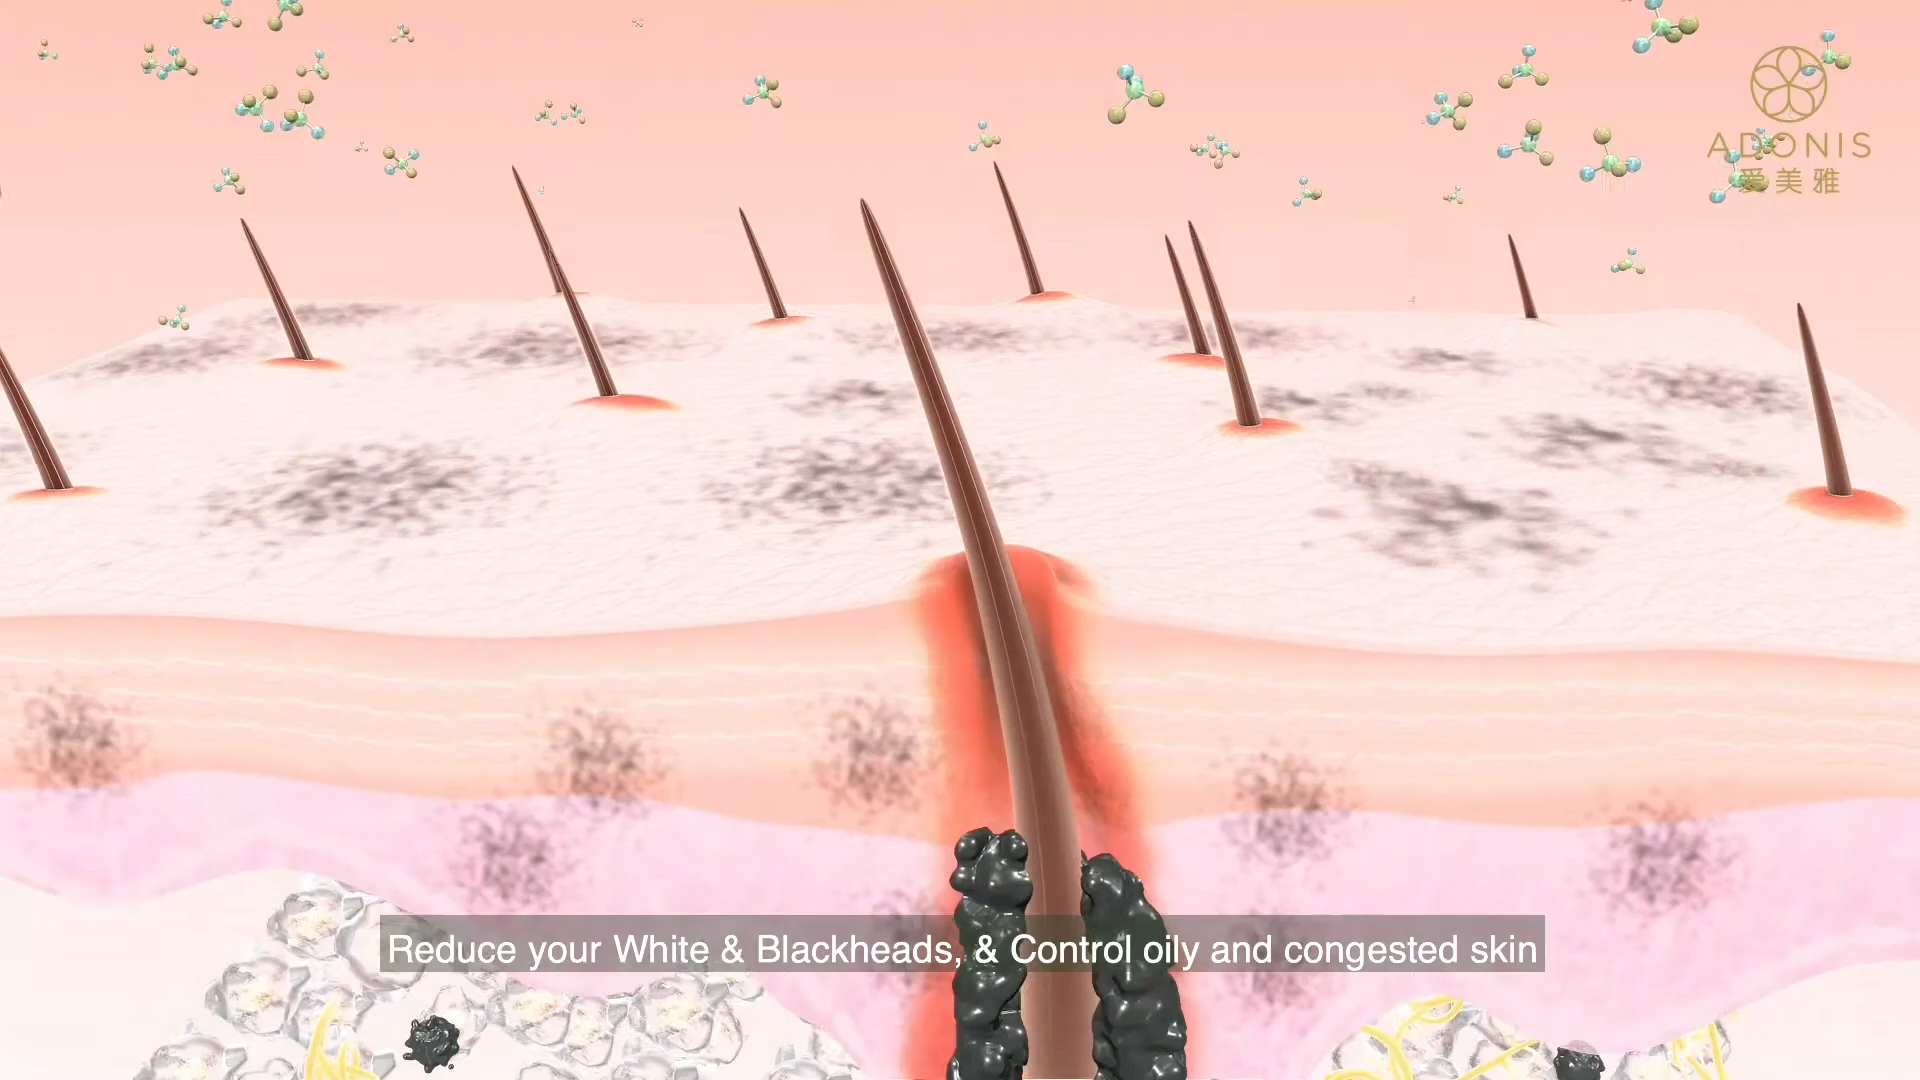 ADONIS
爱美雅
Reduce your White & Blackheads, & Control oily and congested skin